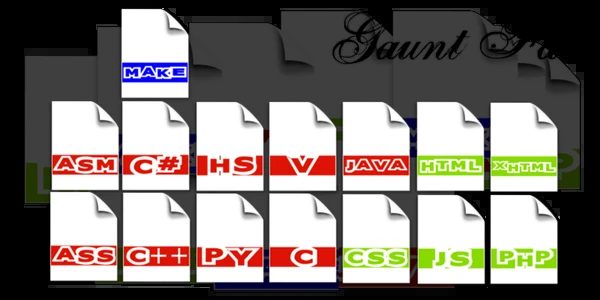 Gaunt
MAKE
ASM C# HS V JAVA HTML XHTML
ASS C++ PY C CSS JS PHP